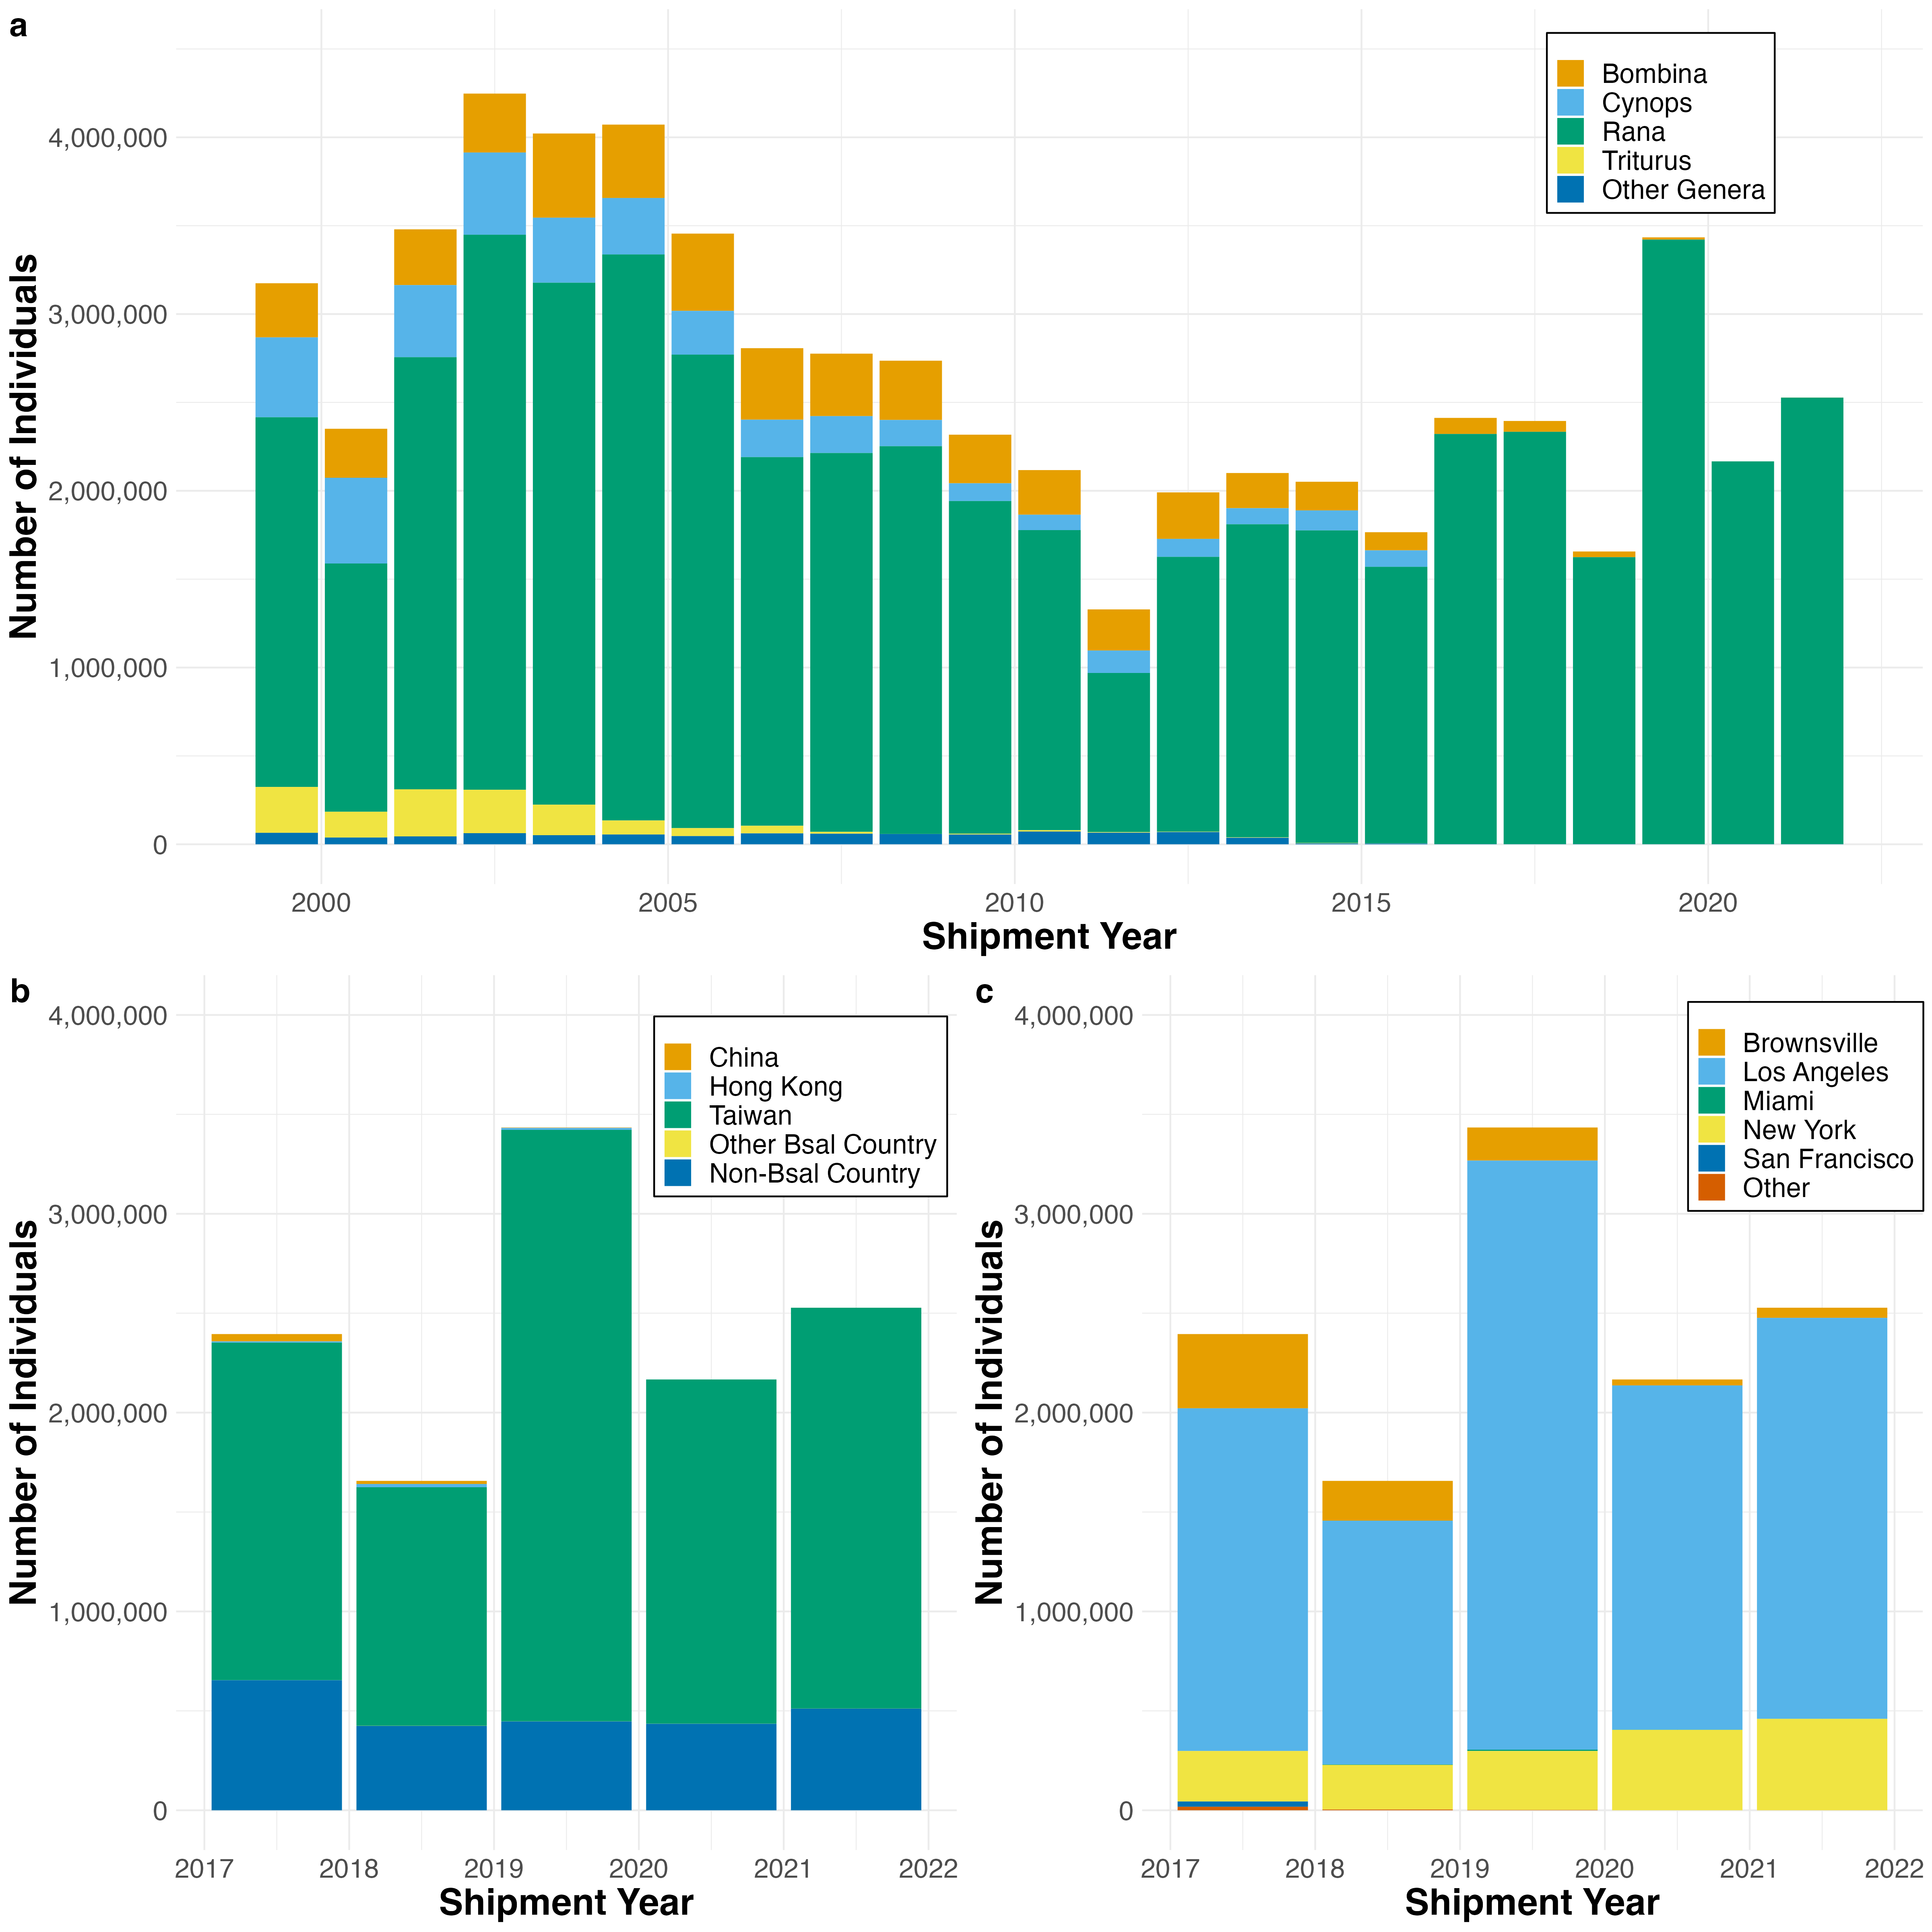 a
Number of Individuals
4,000,000
3,000,000
2,000,000
1,000,000
0
2000
2005
2010
2015
2020
Shipment Year
Bombina
Cynops
Rana
Triturus
Other Genera
b
Number of Individuals
4,000,000
3,000,000
2,000,000
1,000,000
0
2017
2018
2019
2020
2021
2022
Shipment Year
China
Hong Kong
Taiwan
Other Bsal Country
Non-Bsal Country
c
Number of Individuals
4,000,000
3,000,000
2,000,000
1,000,000
0
2017
2018
2019
2020
2021
2022
Shipment Year
Brownsville
Los Angeles
Miami
New York
San Francisco
Other